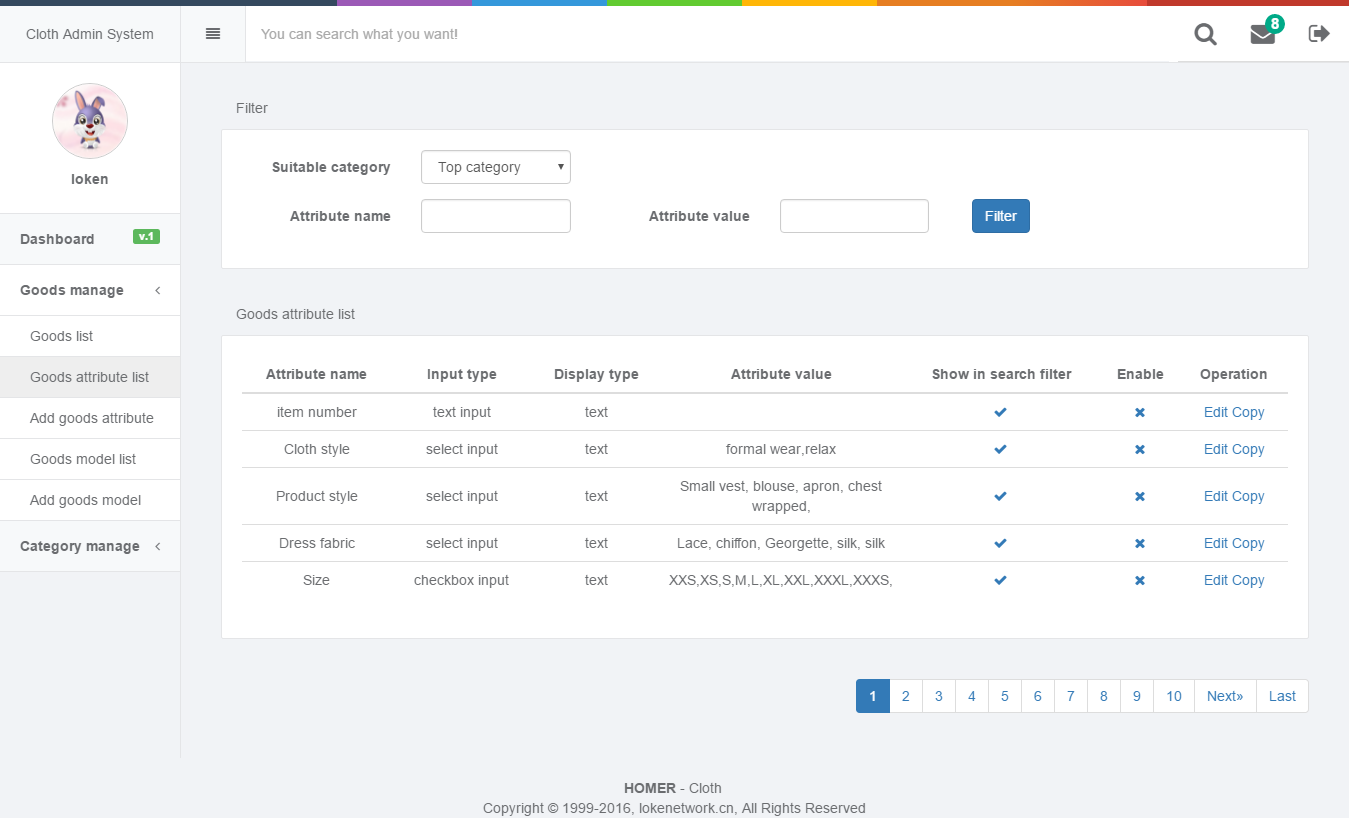 Cloth Admin System
You can search what you want!
8
loken
Dashboard v.1
Goods manage
Goods list
Goods attribute list
Add goods attribute
Goods model list
Add goods model
Category manage
Filter
Suitable category Top category
Attribute name Attribute value Filter
Goods attribute list
Attribute name Input type Display type Attribute value Show in search filter Enable Operation
item number text input text Edit Copy
Cloth style select input text formal wear,relax Edit Copy
Product style select input text Small vest, blouse, apron, chest
wrapped, Edit Copy
Dress fabric select input text Lace, chiffon, Georgette, silk, silk Edit Copy
Size checkbox input text XXS,XS,S,M,L,XL,XXL,XXXL,XXXS, Edit Copy
1 2 3 4 5 6 7 8 9 10 Next» Last
HOMER - Cloth
Copyright © 1999-2016, lokenetwork.cn, All Rights Reserved